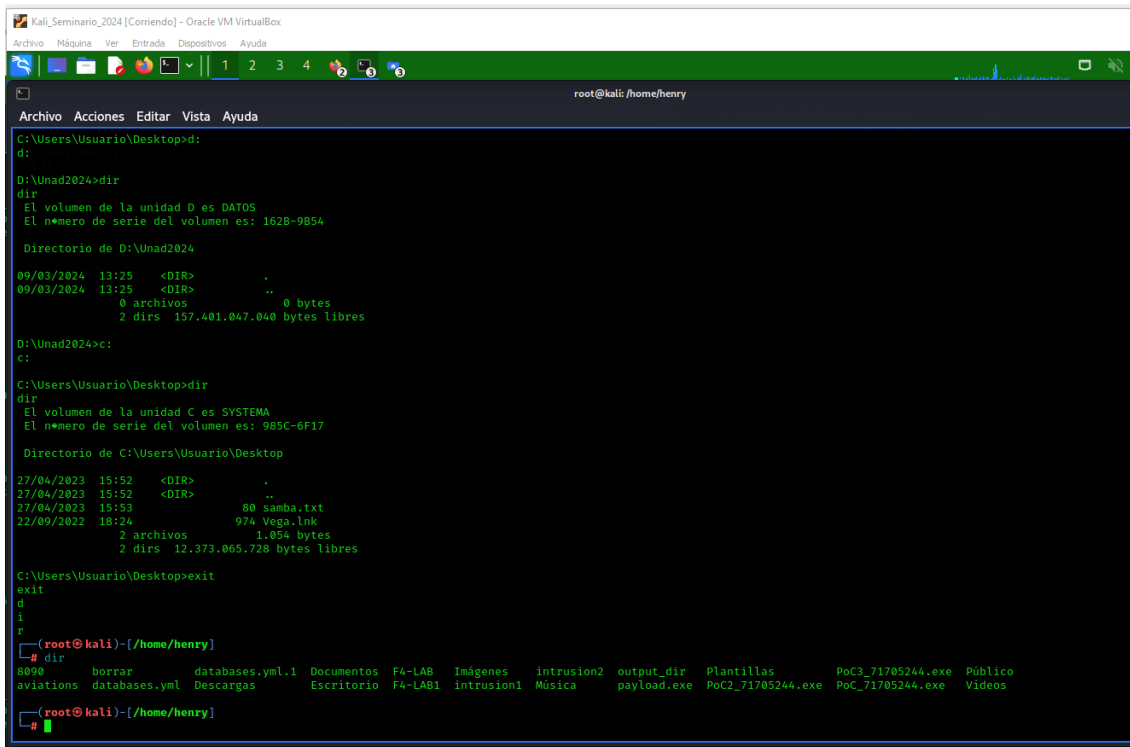 Kali_Seminario_2024 [Corriendo] - Oracle VM VirtualBox
Archivo Máquina Ver Entrada Dispositivos Ayuda
1 2 3 4 2 3 3
root@kali: /home/henry
Archivo Acciones Editar Vista Ayuda
C:\Users\Usuario\Desktop>d:
d:
D:\Unad2024>dir
dir
El volumen de la unidad D es DATOS
El n�mero de serie del volumen es: 162B-9B54
Directorio de D:\Unad2024
09/03/2024 13:25 <DIR> .
09/03/2024 13:25 <DIR> ..
0 archivos 0 bytes
2 dirs 157.401.047.040 bytes libres
D:\Unad2024>c:
c:
C:\Users\Usuario\Desktop>dir
dir
El volumen de la unidad C es SYSTEMA
El n�mero de serie del volumen es: 985C-6F17
Directorio de C:\Users\Usuario\Desktop
27/04/2023 15:52 <DIR> .
27/04/2023 15:52 <DIR> ..
27/04/2023 15:53 80 samba.txt
22/09/2022 18:24 974 Vega.lnk
2 archivos 1.054 bytes
2 dirs 12.373.065.728 bytes libres
C:\Users\Usuario\Desktop>exit
exit
d
i
r
┌──(root㉿kali)-[/home/henry]
└─# dir
8090 borrar databases.yml.1 Documentos F4-LAB Imágenes intrusion2 output_dir Plantillas PoC3_71705244.exe Público
aviations databases.yml Descargas Escritorio F4-LAB1 intrusion1 Música payload.exe PoC2_71705244.exe PoC_71705244.exe Vídeos
┌──(root㉿kali)-[/home/henry]
└─#